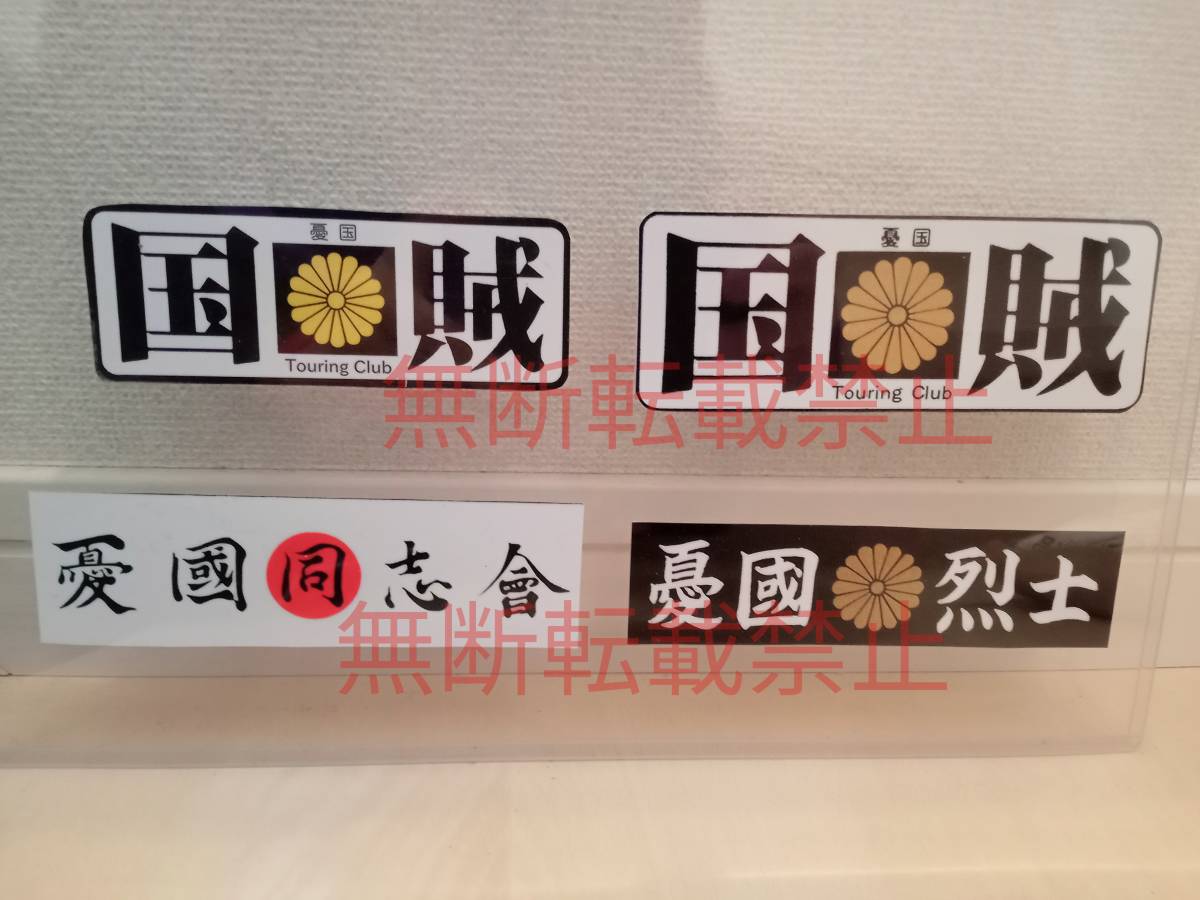 憂国
国賊
Touring Club
憂国
国賊
Touring Club
無断転載禁止
憂國同志會
憂國烈士
無断転載禁止